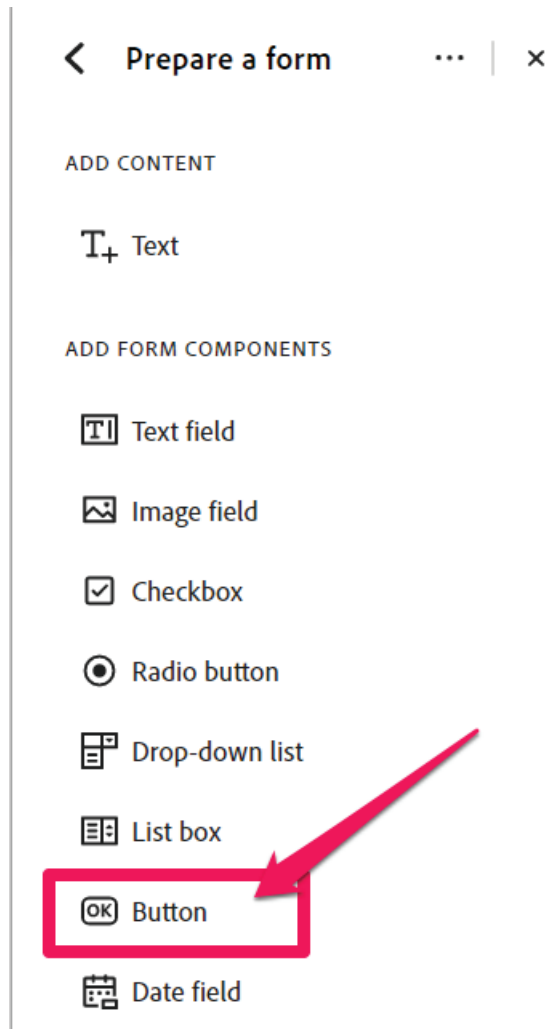 Prepare a form
ADD CONTENT
Text
ADD FORM COMPONENTS
Text field
Image field
Checkbox
Radio button
Drop-down list
List box
OK Button
Date field